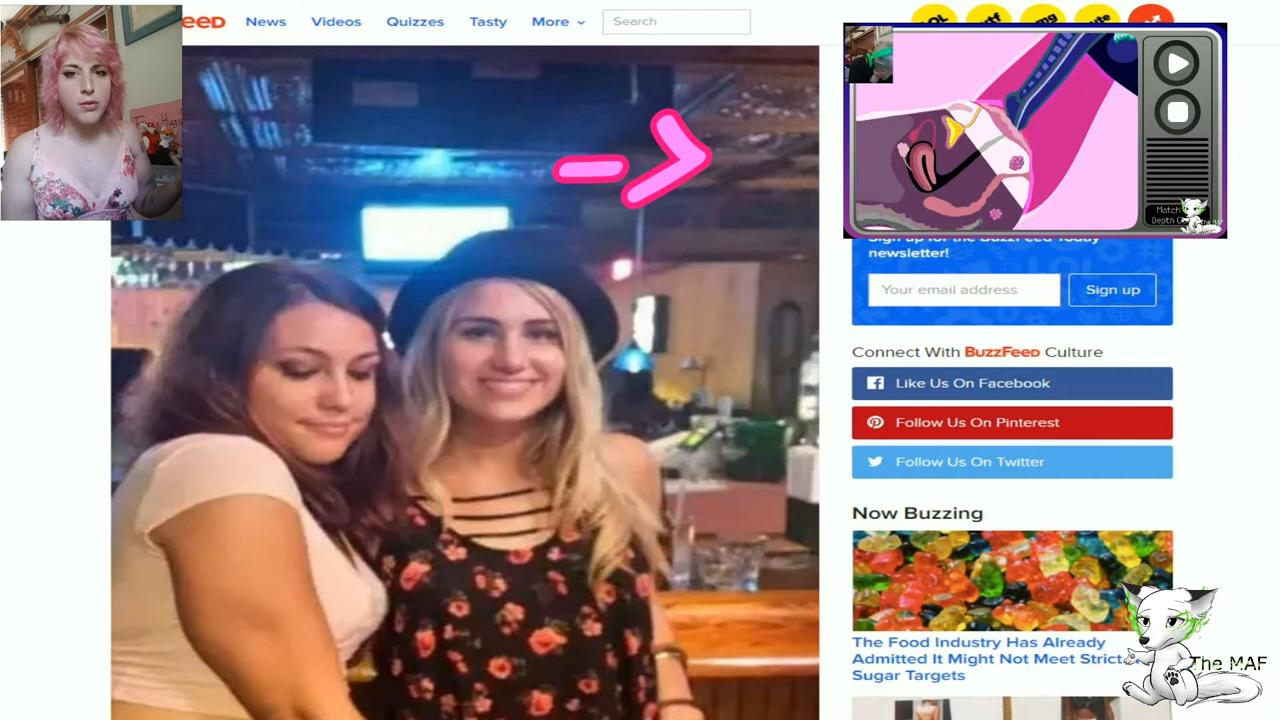 eed
News
Videos
Quizzes
Tasty
More
Search
Match
Depth
Sign up for the BuzzFeed Today
newsletter!
Your email address
Sign up
Connect With BuzzFeed Culture
Like Us On Facebook
Follow Us On Pinterest
Follow Us On Twitter
Now Buzzing
The Food Industry Has Already
Admitted It Might Not Meet Strict
Sugar Targets
The MAF